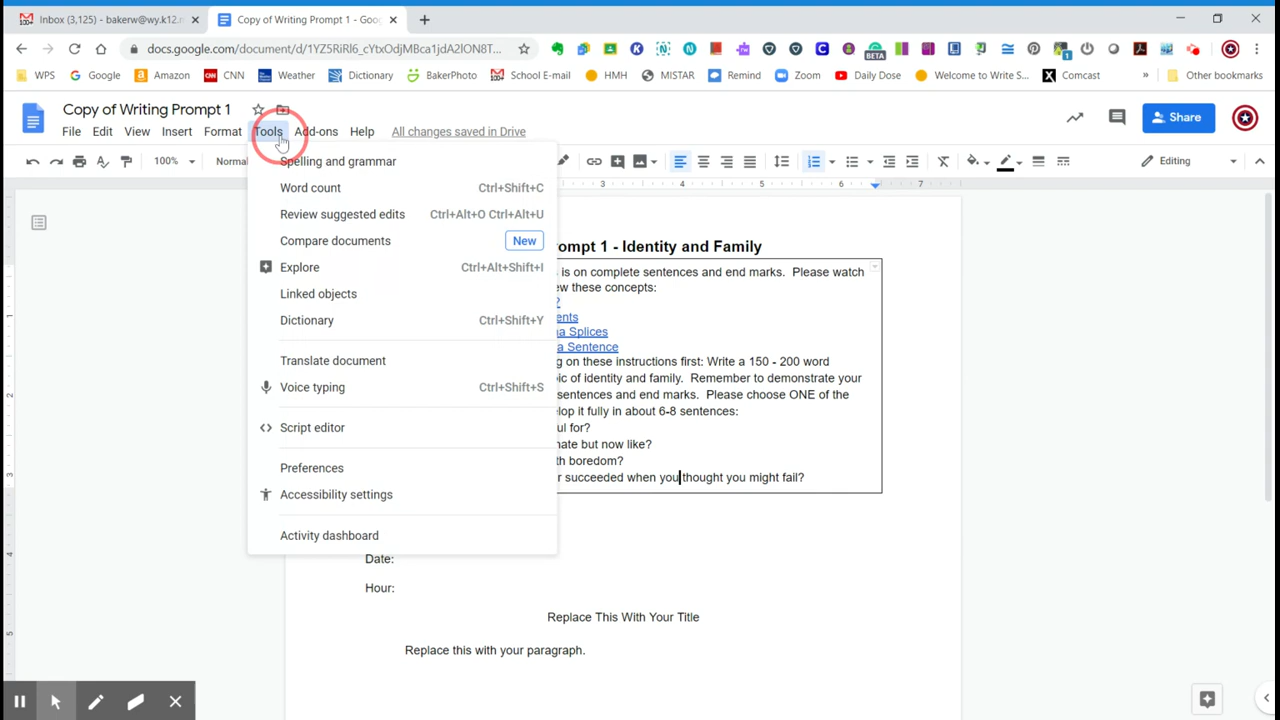 Inbox (3,125) - bakerw@wy.k12.n
Copy of Writing Prompt 1 - Goo
docs.google.com/document/d/1YZ5RiRl6_cYtxOdjMBca1jdA2lON8T...
WPS
Google
Amazon
CNN
Weather
Dictionary
BakerPhoto
School E-mail
HMH
MISTAR
Remind
Zoom
Daily Dose
Welcome to Write S...
Comcast
»
Other bookmarks
Copy of Writing Prompt 1
File Edit View Insert Format Tools Add-ons Help All changes saved in Drive
Share
100%
Normal
Editing
3 4 5 6 7
Spelling and grammar
Word count Ctrl+Shift+C
Review suggested edits Ctrl+Alt+O Ctrl+Alt+U
Compare documents New
Explore Ctrl+Alt+Shift+I
Linked objects
Dictionary Ctrl+Shift+Y
Translate document
Voice typing Ctrl+Shift+S
Script editor
Preferences
Accessibility settings
Activity dashboard
ompt 1 - Identity and Family
is on complete sentences and end marks. Please watch
ew these concepts:
?
ents
a Splices
a Sentence
g on these instructions first: Write a 150 - 200 word
ic of identity and family. Remember to demonstrate your
sentences and end marks. Please choose ONE of the
lop it fully in about 6-8 sentences:
ul for?
ate but now like?
th boredom?
r succeeded when you thought you might fail?
Date:
Hour:
Replace This With Your Title
Replace this with your paragraph.